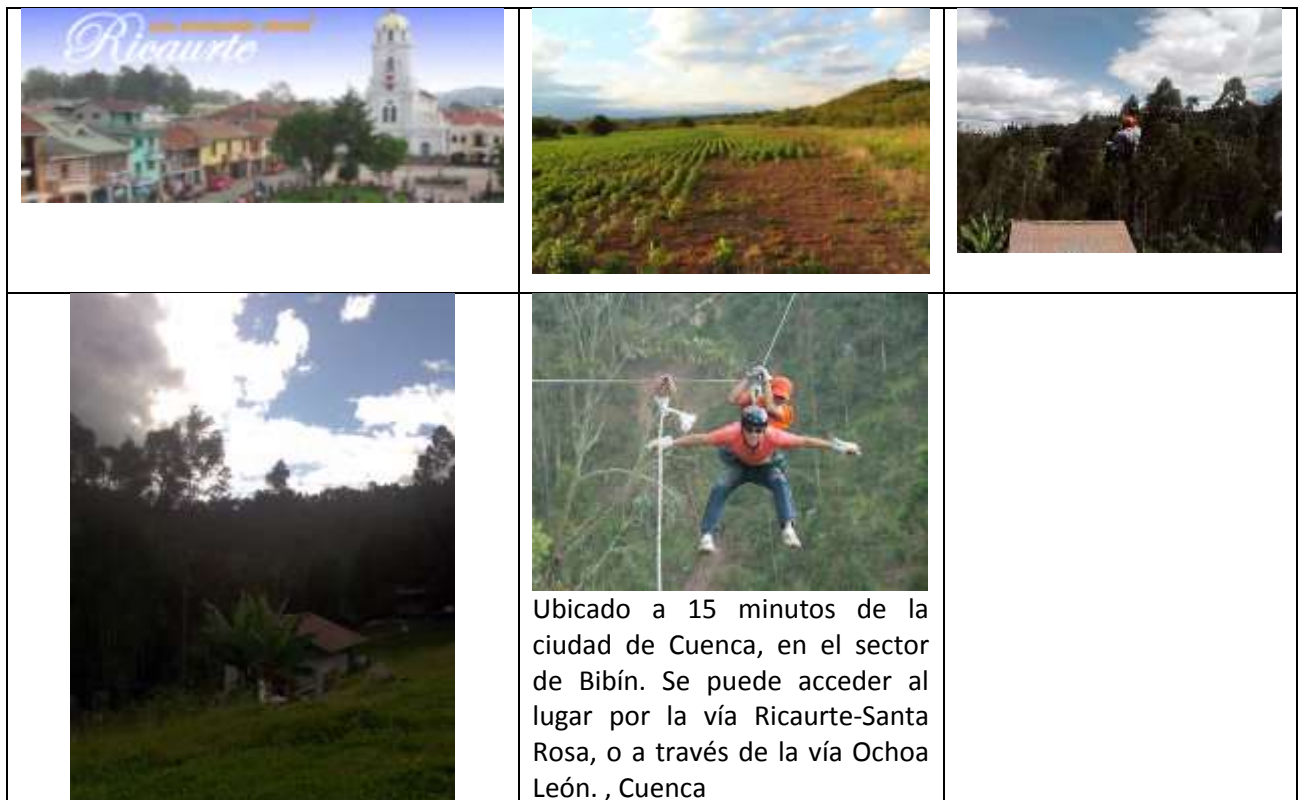 Ricaurte
Ubicado a 15 minutos de la
ciudad de Cuenca, en el sector
de Bibín. Se puede acceder al
lugar por la vía Ricaurte-Santa
Rosa, o a través de la vía Ochoa
León. , Cuenca